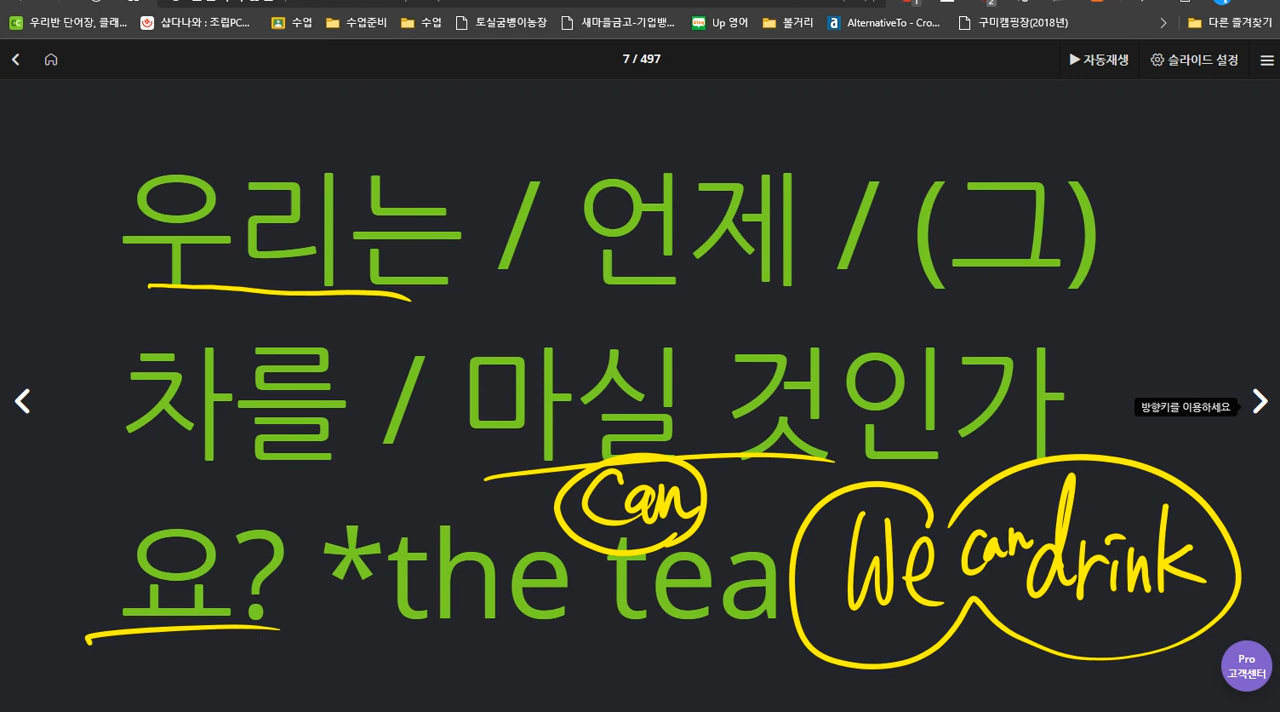 우리반 단어장, 클래... 샵다나와 : 조립PC... 수업 수업준비 수업 토실굼벵이농장 새마을금고-기업뱅... Up 영어 볼거리 AlternativeTo - Cro... 구미캠핑장(2018년) 다른 즐겨찾기
7 / 497 자동재생 슬라이드 설정
우리는 / 언제 / (그)
차를 / 마실 것인가
방향키를 이용하세요
can
요? *the tea
We can drink
Pro
고객센터